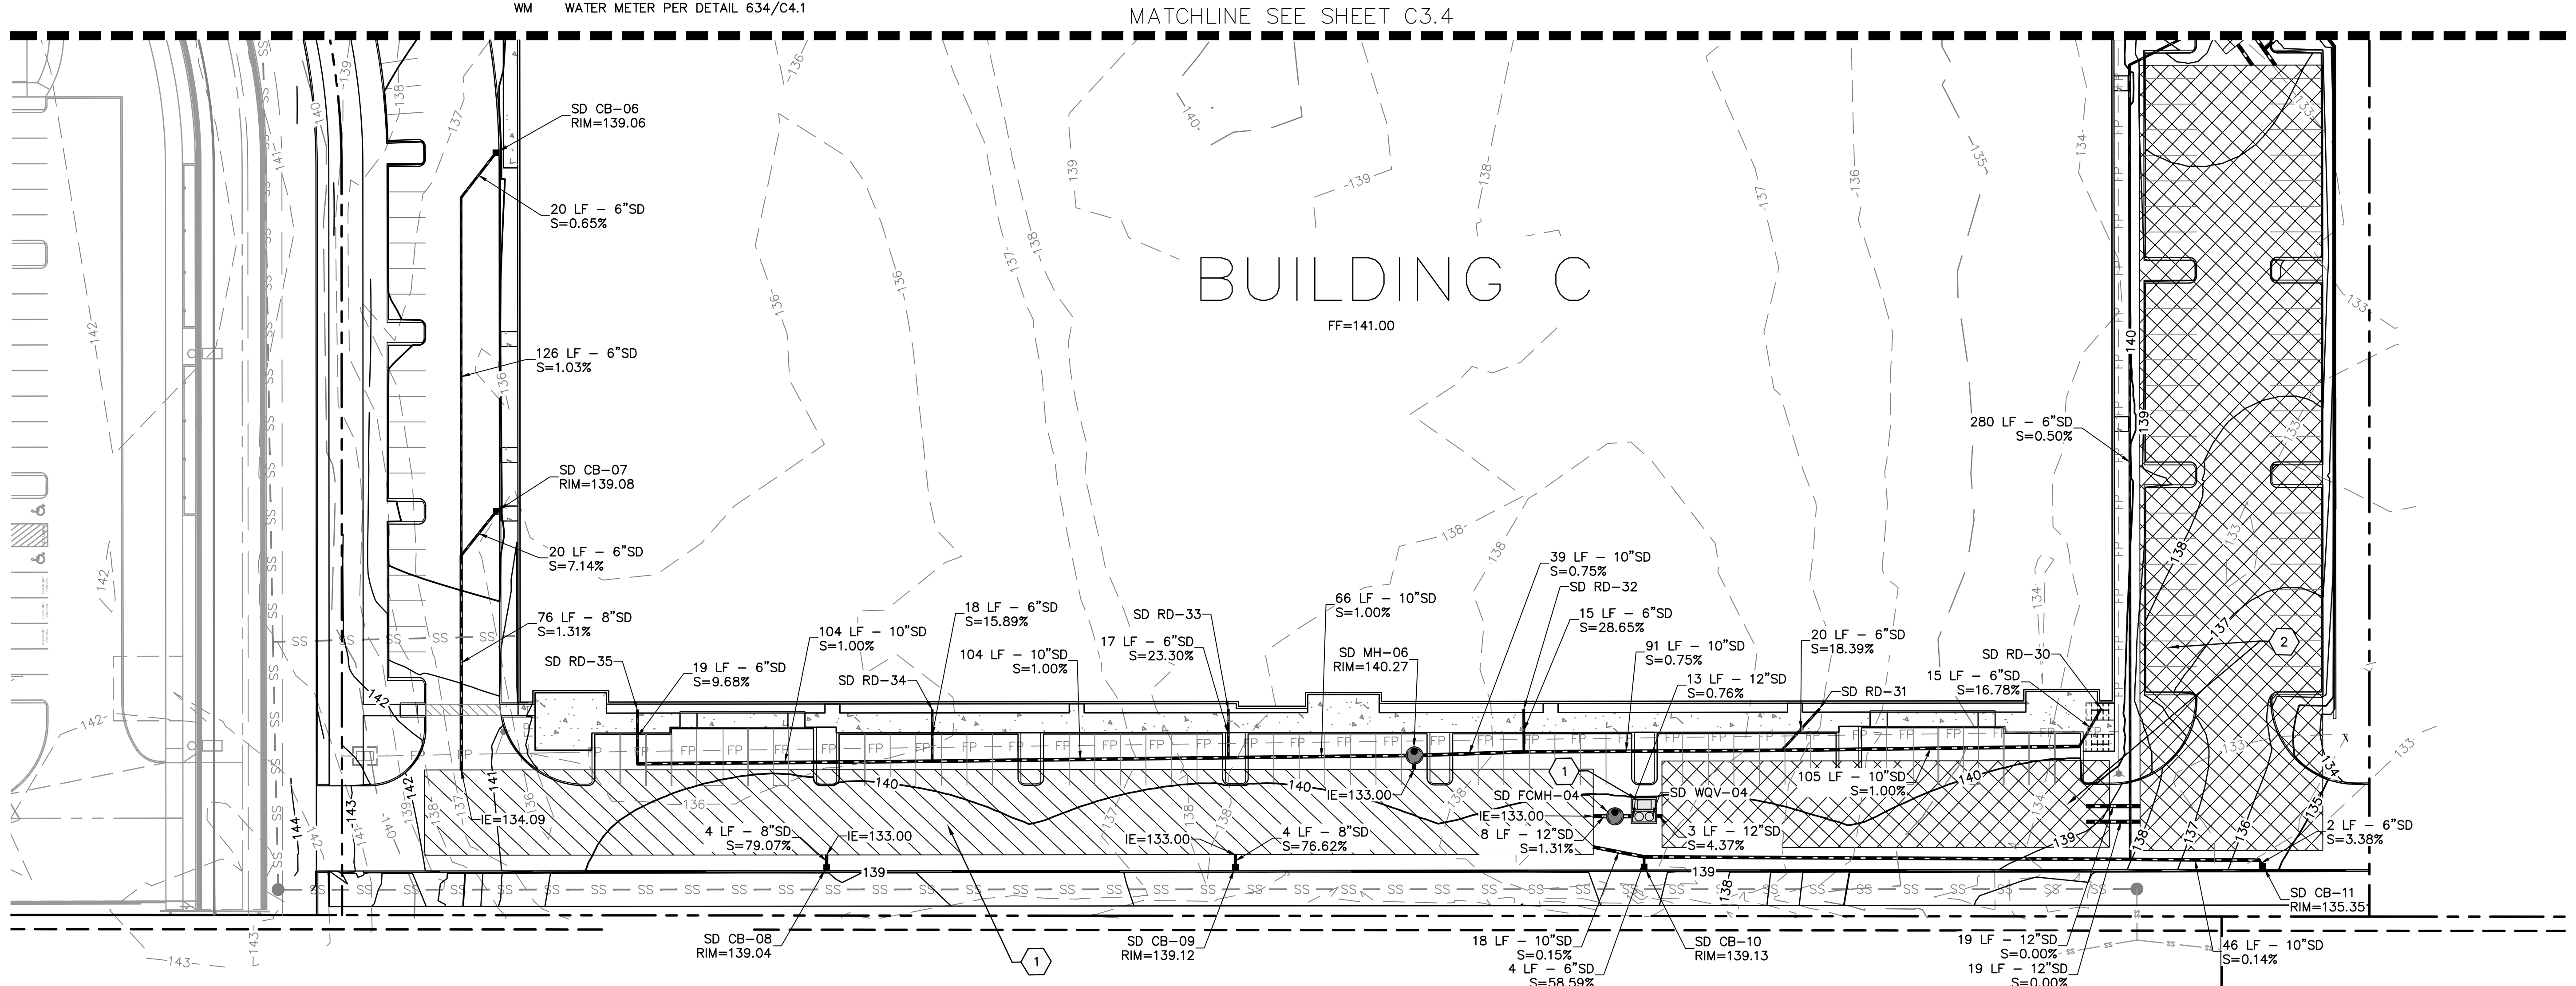 WM WATER METER PER DETAIL 634/C4.1
MATCHLINE SEE SHEET C3.4
SD CB-06
RIM=139.06
20 LF - 6"SD
S=0.65%
BUILDING C
FF=141.00
126 LF - 6"SD
S=1.03%
280 LF - 6"SD
S=0.50%
SD CB-07
RIM=139.08
20 LF - 6"SD
S=7.14%
76 LF - 8"SD
S=1.31%
SD RD-35
19 LF - 6"SD
S=9.68%
104 LF - 10"SD
S=1.00%
SD RD-34
18 LF - 6"SD
S=15.89%
104 LF - 10"SD
S=1.00%
SD RD-33
17 LF - 6"SD
S=23.30%
66 LF - 10"SD
S=1.00%
SD MH-06
RIM=140.27
39 LF - 10"SD
S=0.75%
SD RD-32
15 LF - 6"SD
S=28.65%
91 LF - 10"SD
S=0.75%
13 LF - 12"SD
S=0.76%
20 LF - 6"SD
S=18.39%
SD RD-31
SD RD-30
15 LF - 6"SD
S=16.78%
105 LF - 10"SD
S=1.00%
2
1
IE=133.00
SD FCMH-04
SD WQV-04
IE=133.00
8 LF - 12"SD
S=1.31%
3 LF - 12"SD
S=4.37%
IE=134.09
4 LF - 8"SD
S=79.07%
IE=133.00
IE=133.00
4 LF - 8"SD
S=76.62%
2 LF - 6"SD
S=3.38%
SD CB-11
RIM=135.35
SD CB-08
RIM=139.04
1
SD CB-09
RIM=139.12
18 LF - 10"SD
S=0.15%
4 LF - 6"SD
S=58.59%
SD CB-10
RIM=139.13
19 LF - 12"SD
S=0.00%
19 LF - 12"SD
S=0.00%
46 LF - 10"SD
S=0.14%
144
143
142
141
140
139
138
137
136
135
134
133
SS
FP